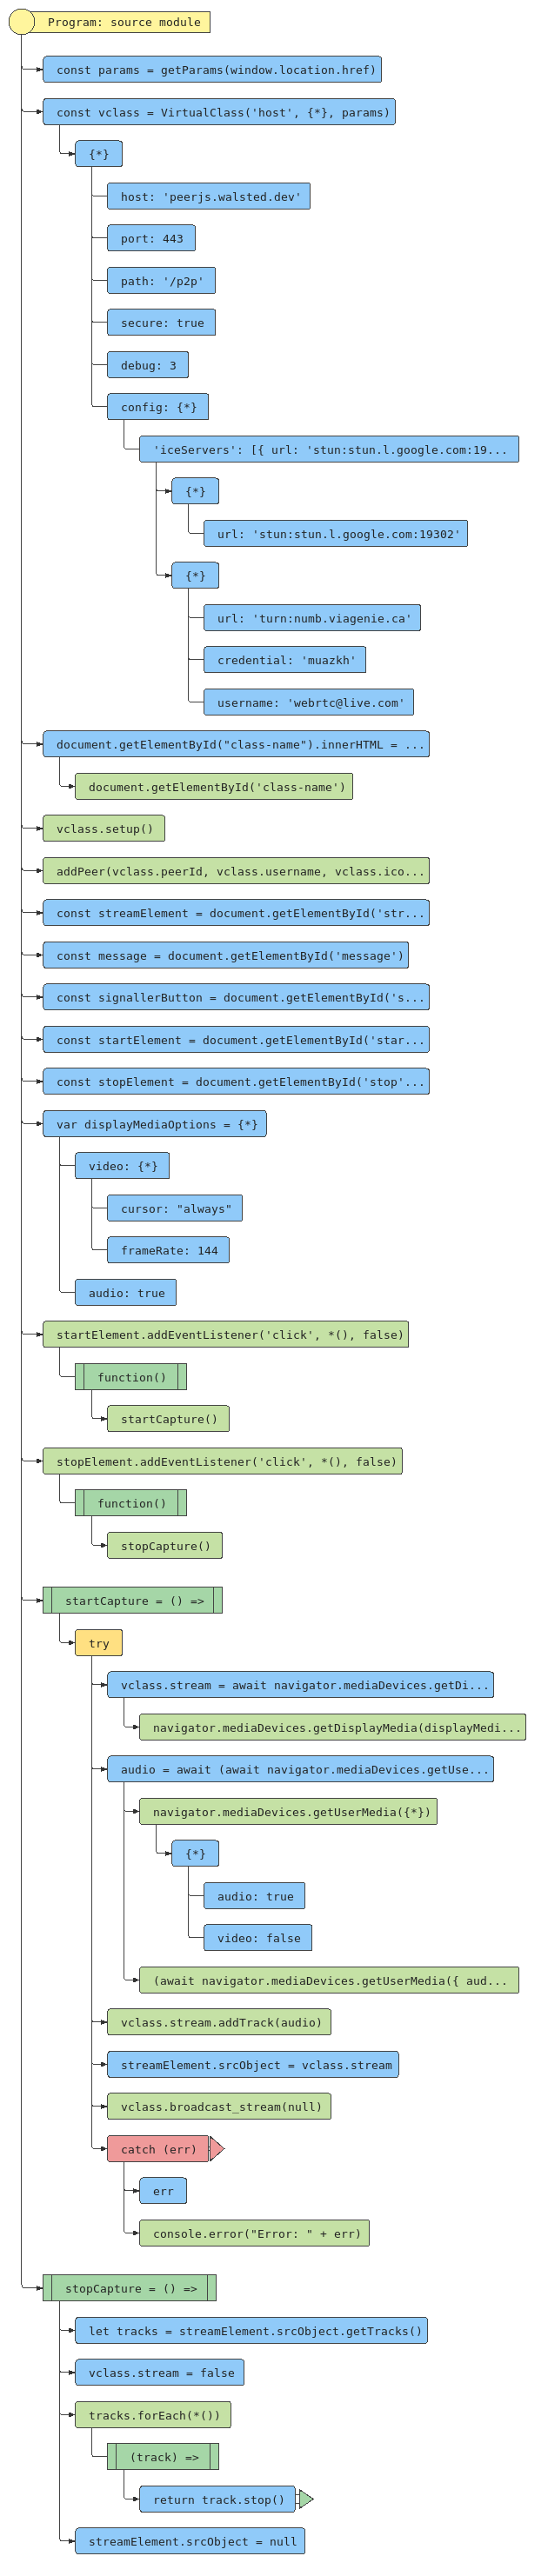 Program: source module
const params = getParams(window.location.href)
const vclass = VirtualClass('host', {*}, params)
{*}
host: 'peerjs.walsted.dev'
port: 443
path: '/p2p'
secure: true
debug: 3
config: {*}
'iceServers': [{ url: 'stun:stun.l.google.com:19...
{*}
url: 'stun:stun.l.google.com:19302'
{*}
url: 'turn:numb.viagenie.ca'
credential: 'muazkh'
username: 'webrtc@live.com'
document.getElementById("class-name").innerHTML = ...
document.getElementById('class-name')
vclass.setup()
addPeer(vclass.peerId, vclass.username, vclass.ico...
const streamElement = document.getElementById('str...
const message = document.getElementById('message')
const signallerButton = document.getElementById('s...
const startElement = document.getElementById('star...
const stopElement = document.getElementById('stop'...
var displayMediaOptions = {*}
video: {*}
cursor: "always"
frameRate: 144
audio: true
startElement.addEventListener('click', *(), false)
function()
startCapture()
stopElement.addEventListener('click', *(), false)
function()
stopCapture()
startCapture = () =>
try
vclass.stream = await navigator.mediaDevices.getDi...
navigator.mediaDevices.getDisplayMedia(displayMedi...
audio = await (await navigator.mediaDevices.getUse...
navigator.mediaDevices.getUserMedia({*})
{*}
audio: true
video: false
(await navigator.mediaDevices.getUserMedia({ aud...
vclass.stream.addTrack(audio)
streamElement.srcObject = vclass.stream
vclass.broadcast_stream(null)
catch (err)
err
console.error("Error: " + err)
stopCapture = () =>
let tracks = streamElement.srcObject.getTracks()
vclass.stream = false
tracks.forEach(*())
(track) =>
return track.stop()
streamElement.srcObject = null